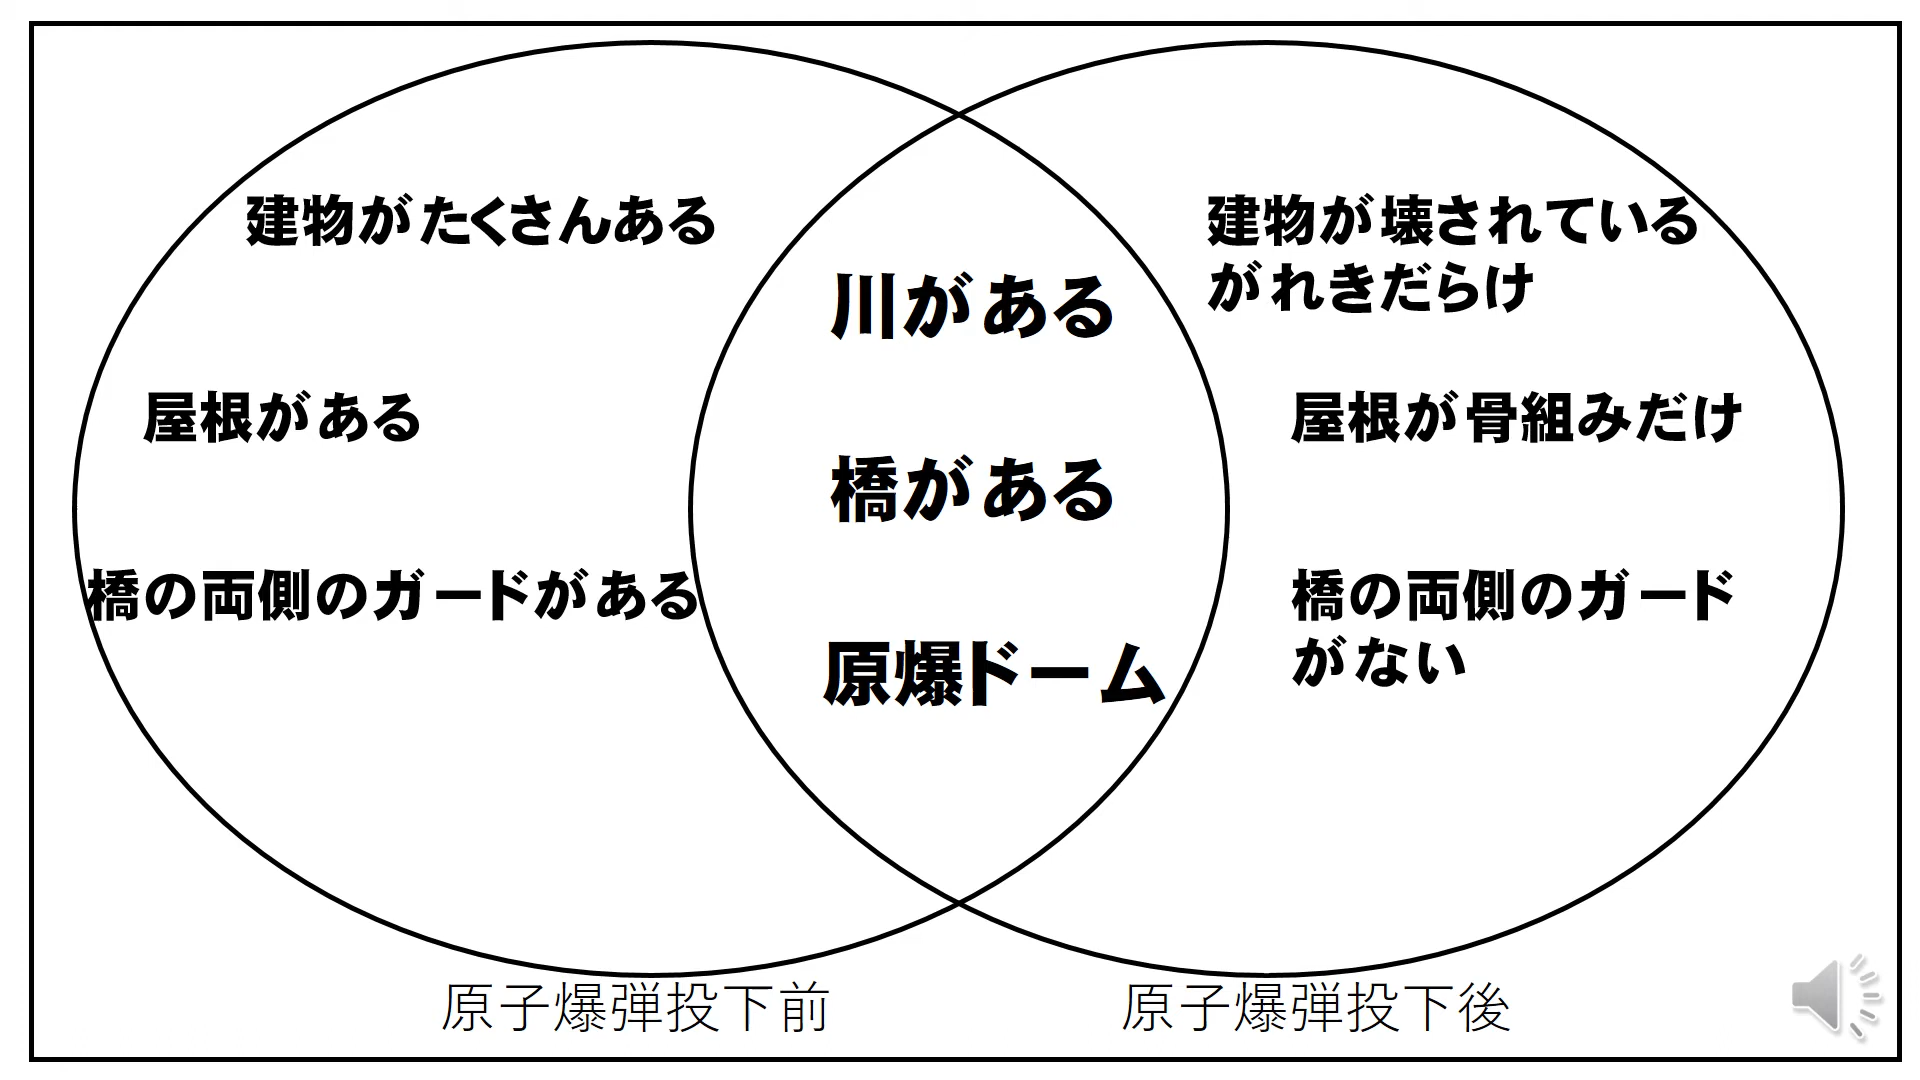 建物がたくさんある
屋根がある
橋の両側のガードがある
川がある
橋がある
原爆ドーム
建物が壊されている
がれきだらけ
屋根が骨組みだけ
橋の両側のガード
がない
原子爆弾投下前
原子爆弾投下後